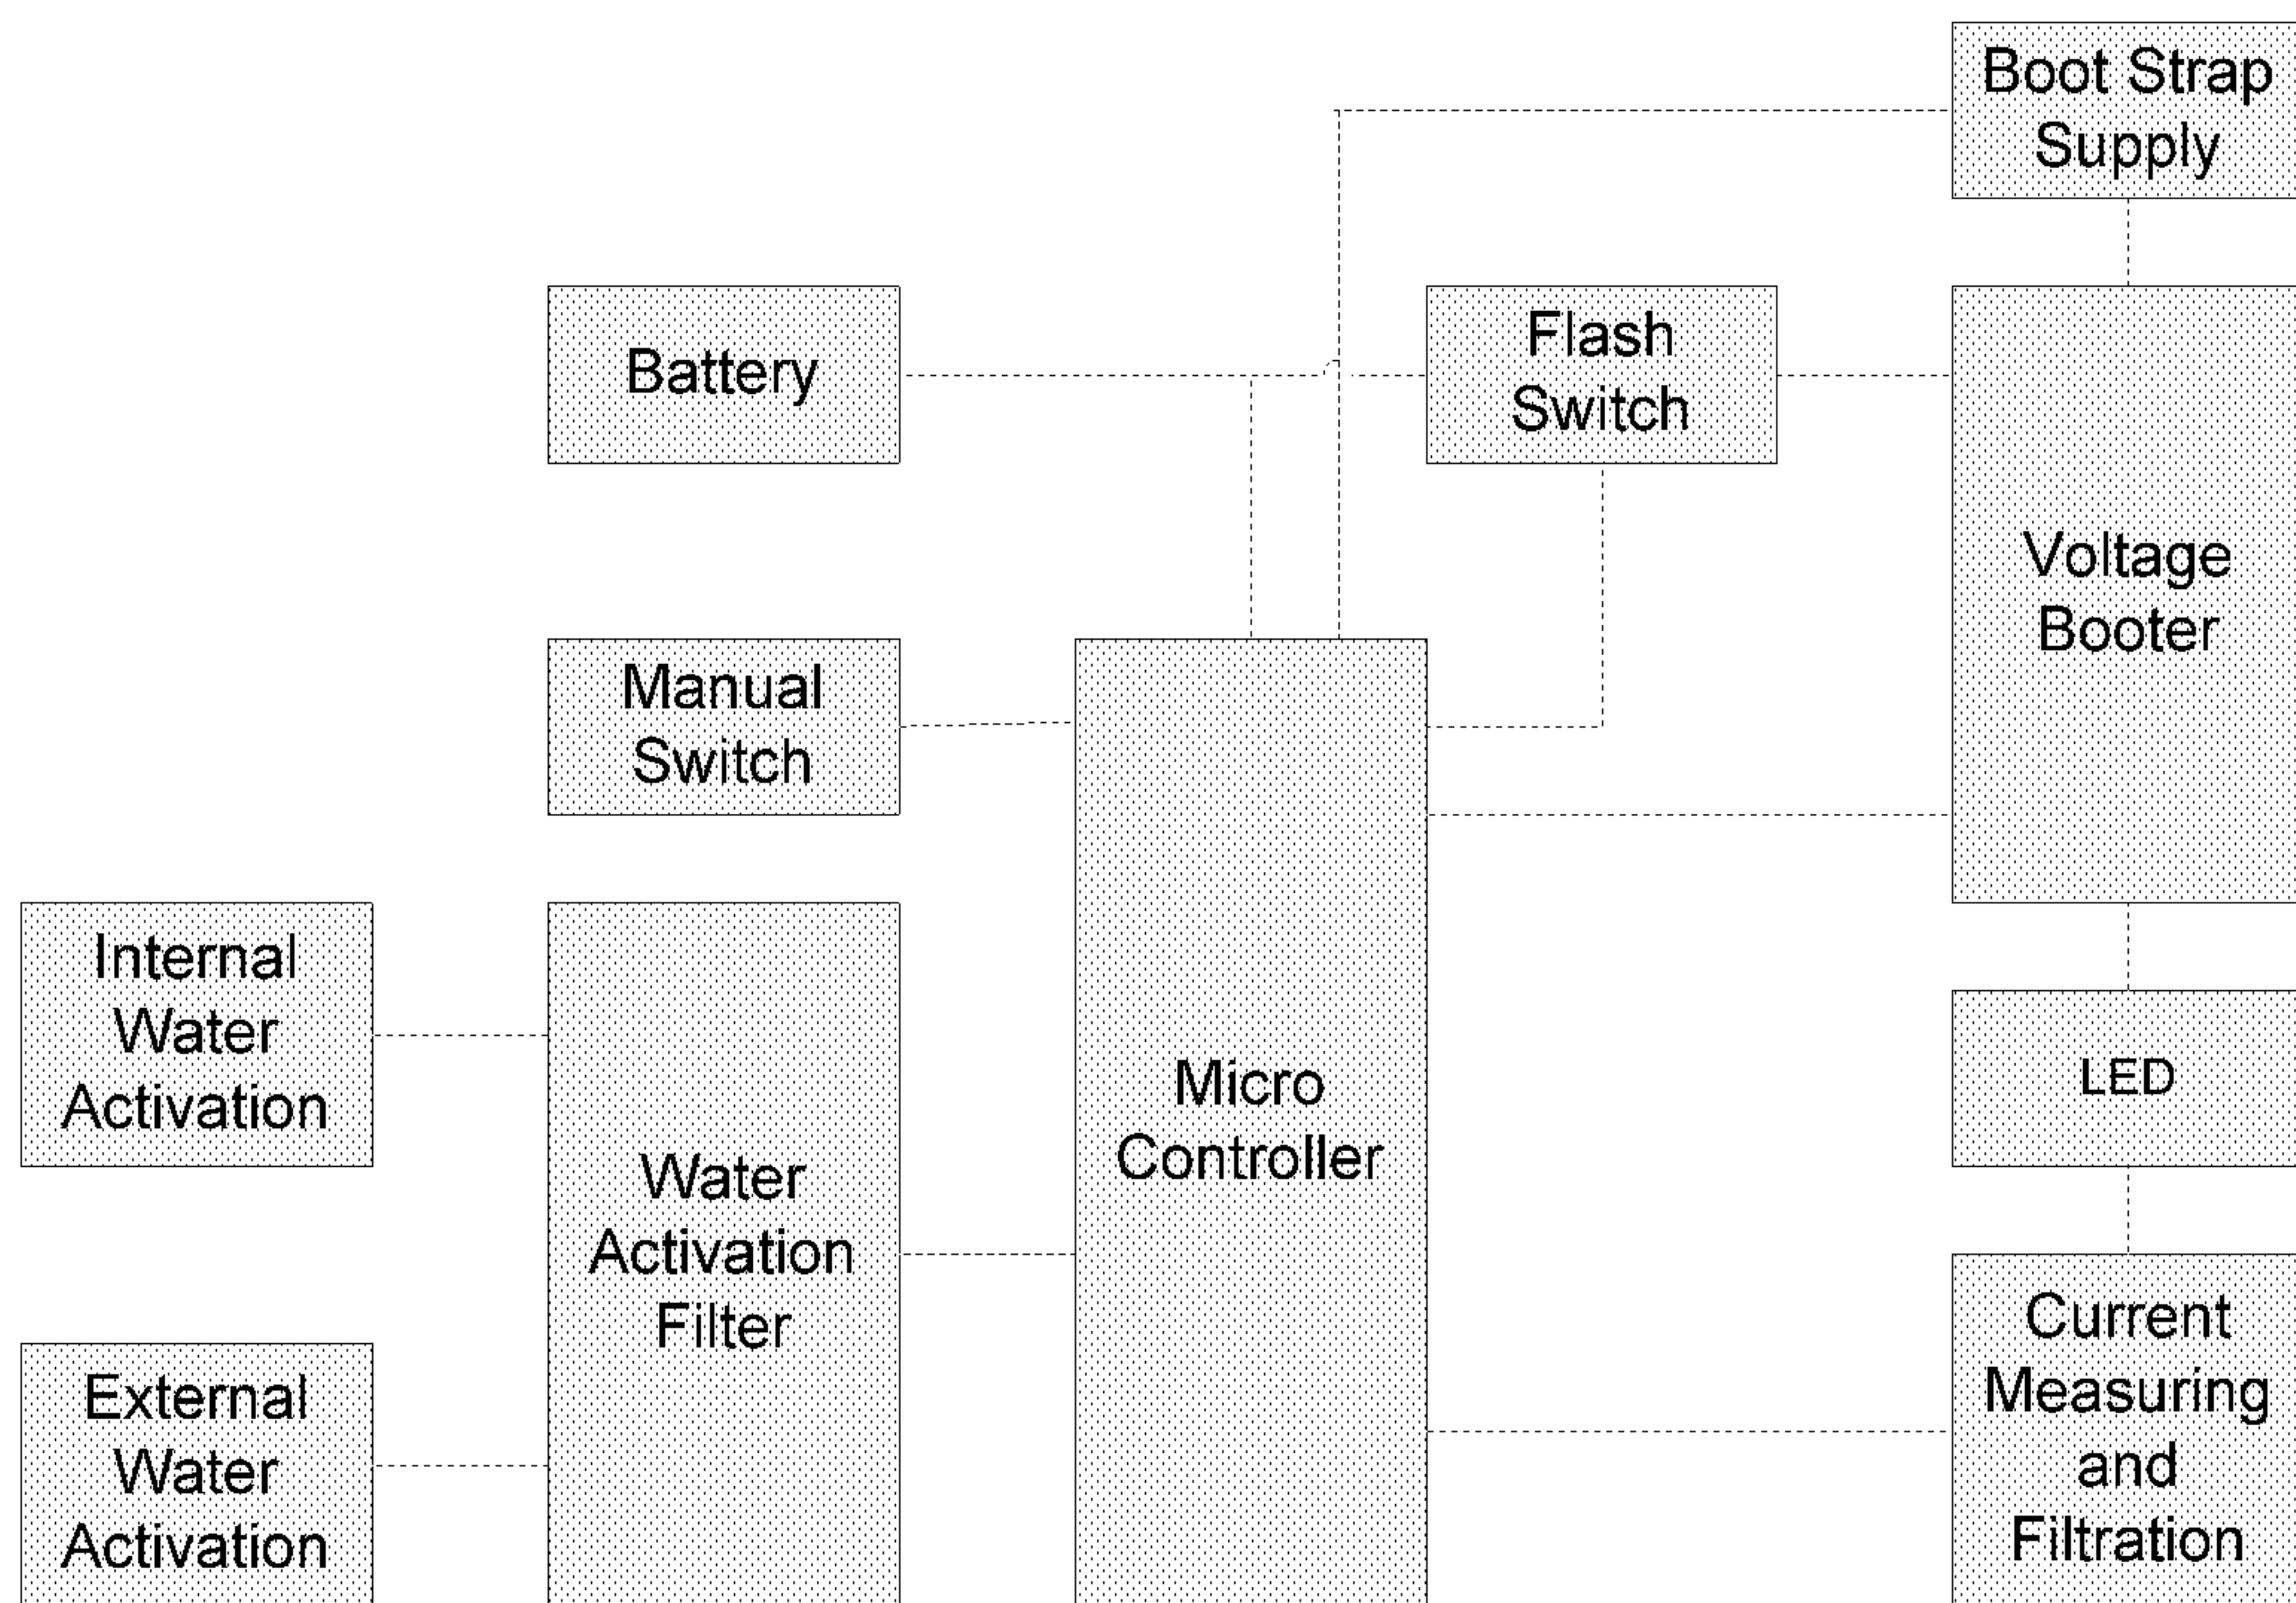 Boot Strap
Supply
Battery
Flash
Switch
Voltage
Booter
Manual
Switch
Internal
Water
Activation
Water
Activation
Filter
Micro
Controller
LED
External
Water
Activation
Current
Measuring
and
Filtration